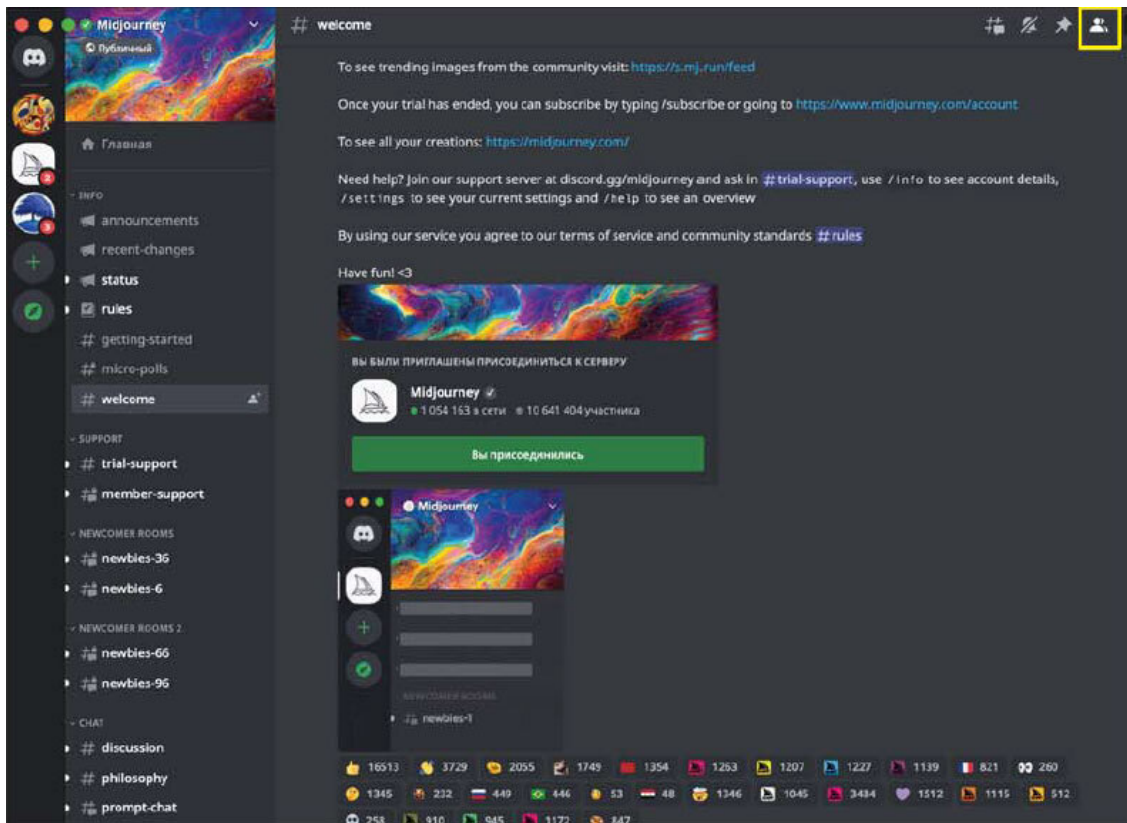 Midjourney
Публичный
Главная
INFO
announcements
recent-changes
status
rules
getting-started
micro-polls
welcome
SUPPORT
trial-support
member-support
NEWCOMER ROOMS
newbies-36
newbies-6
NEWCOMER ROOMS 2
newbies-66
newbies-96
CHAT
discussion
philosophy
prompt-chat
2
3
# welcome
To see trending images from the community visit: https://s.mj.run/feed
Once your trial has ended, you can subscribe by typing /subscribe or going to https://www.midjourney.com/account
To see all your creations: https://midjourney.com/
Need help? Join our support server at discord.gg/midjourney and ask in # trial-support, use /info to see account details,
/settings to see your current settings and /help to see an overview
By using our service you agree to our terms of service and community standards # rules
Have fun! <3
ВЫ БЫЛИ ПРИГЛАШЕНЫ ПРИСОЕДИНИТЬСЯ К СЕРВЕРУ
Midjourney
1 054 163 в сети 10 641 404 участника
Вы присоединились
Midjourney
NEWCOMER ROOMS
newbies-1
16513 3729 2055 1749 1354 1263 1207 1227 1139 821 260
1345 232 449 446 53 48 1346 1045 3484 1512 1115 512
258 910 945 1172 847